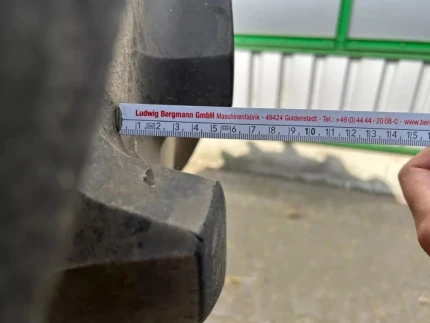 Ludwig Bergmann GmbH Maschinenfabrik · 49424 Goldenstedt · Tel.: +49 (0) 44 44 - 20 08-0 · www.ber
1 2 3 4 5 6 7 8 9 10 11 12 13 14 15